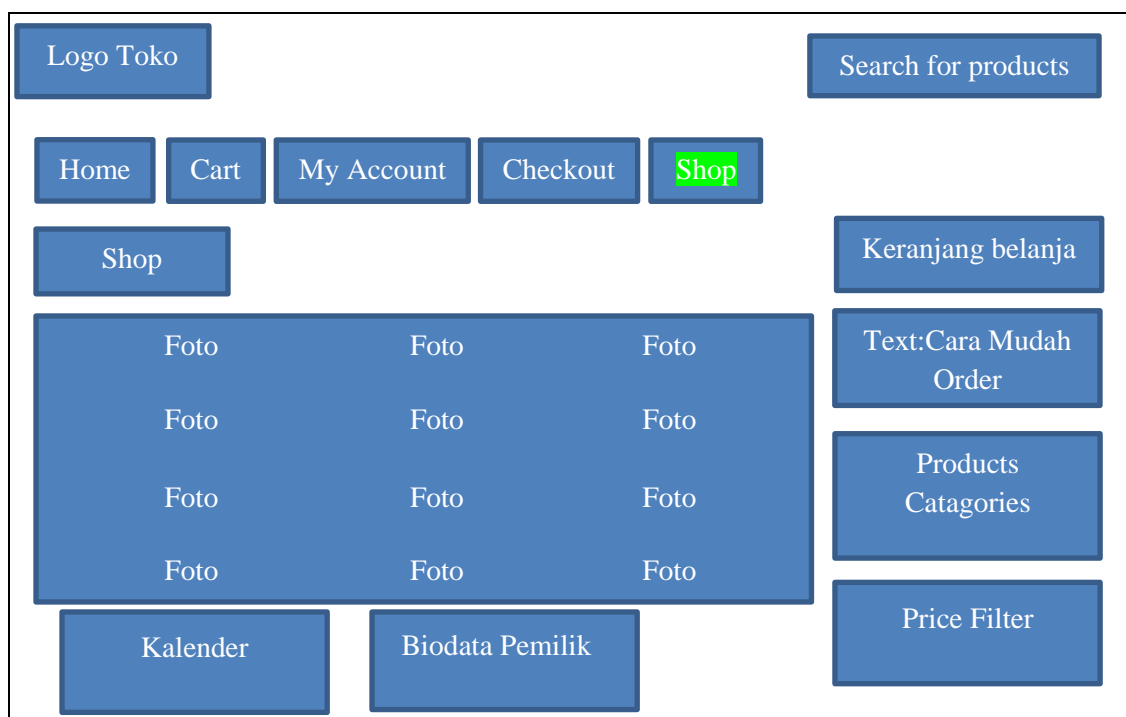 Logo Toko
Search for products
Home
Cart
My Account
Checkout
Shop
Shop
Keranjang belanja
Foto Foto Foto
Foto Foto Foto
Foto Foto Foto
Foto Foto Foto
Text:Cara Mudah
Order
Products
Catagories
Price Filter
Kalender
Biodata Pemilik